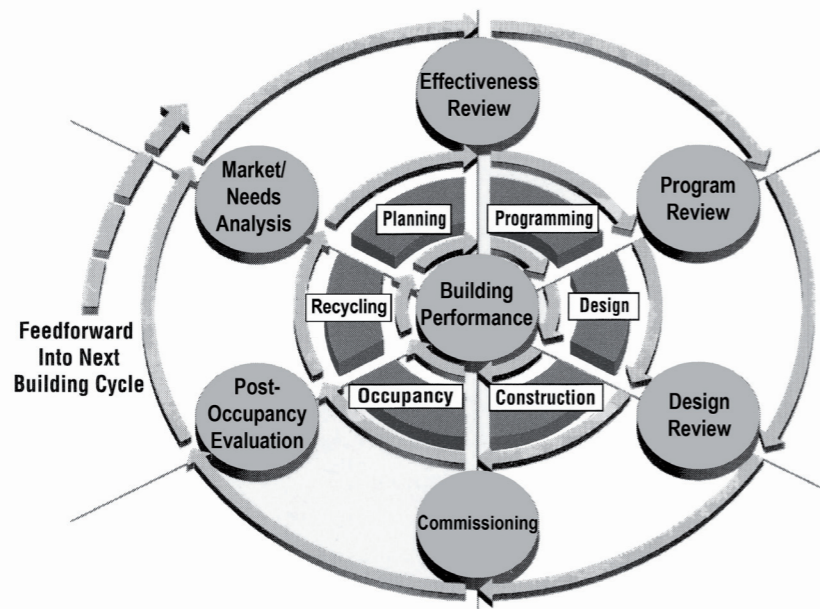 Effectiveness
Review
Market/
Needs
Analysis
Program
Review
Planning
Programming
Building
Performance
Recycling
Design
Feedforward
Into Next
Building Cycle
Post-
Occupancy
Evaluation
Occupancy
Construction
Design
Review
Commissioning